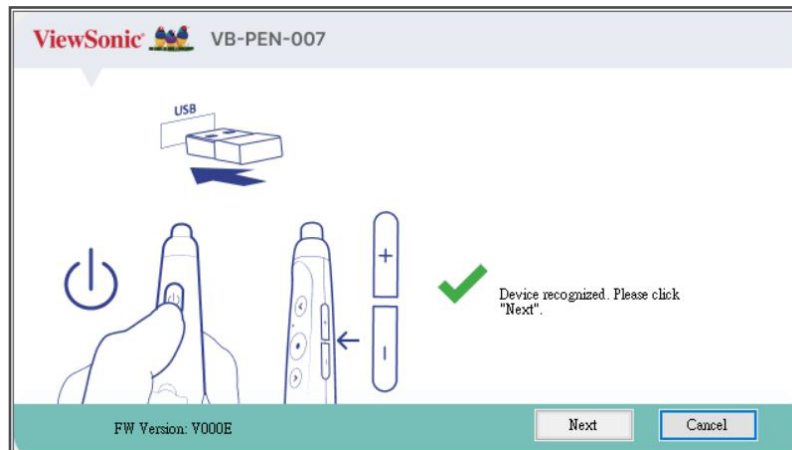 ViewSonic VB-PEN-007
USB
+
-
Device recognized. Please click
"Next".
FW Version: V000E
Next
Cancel